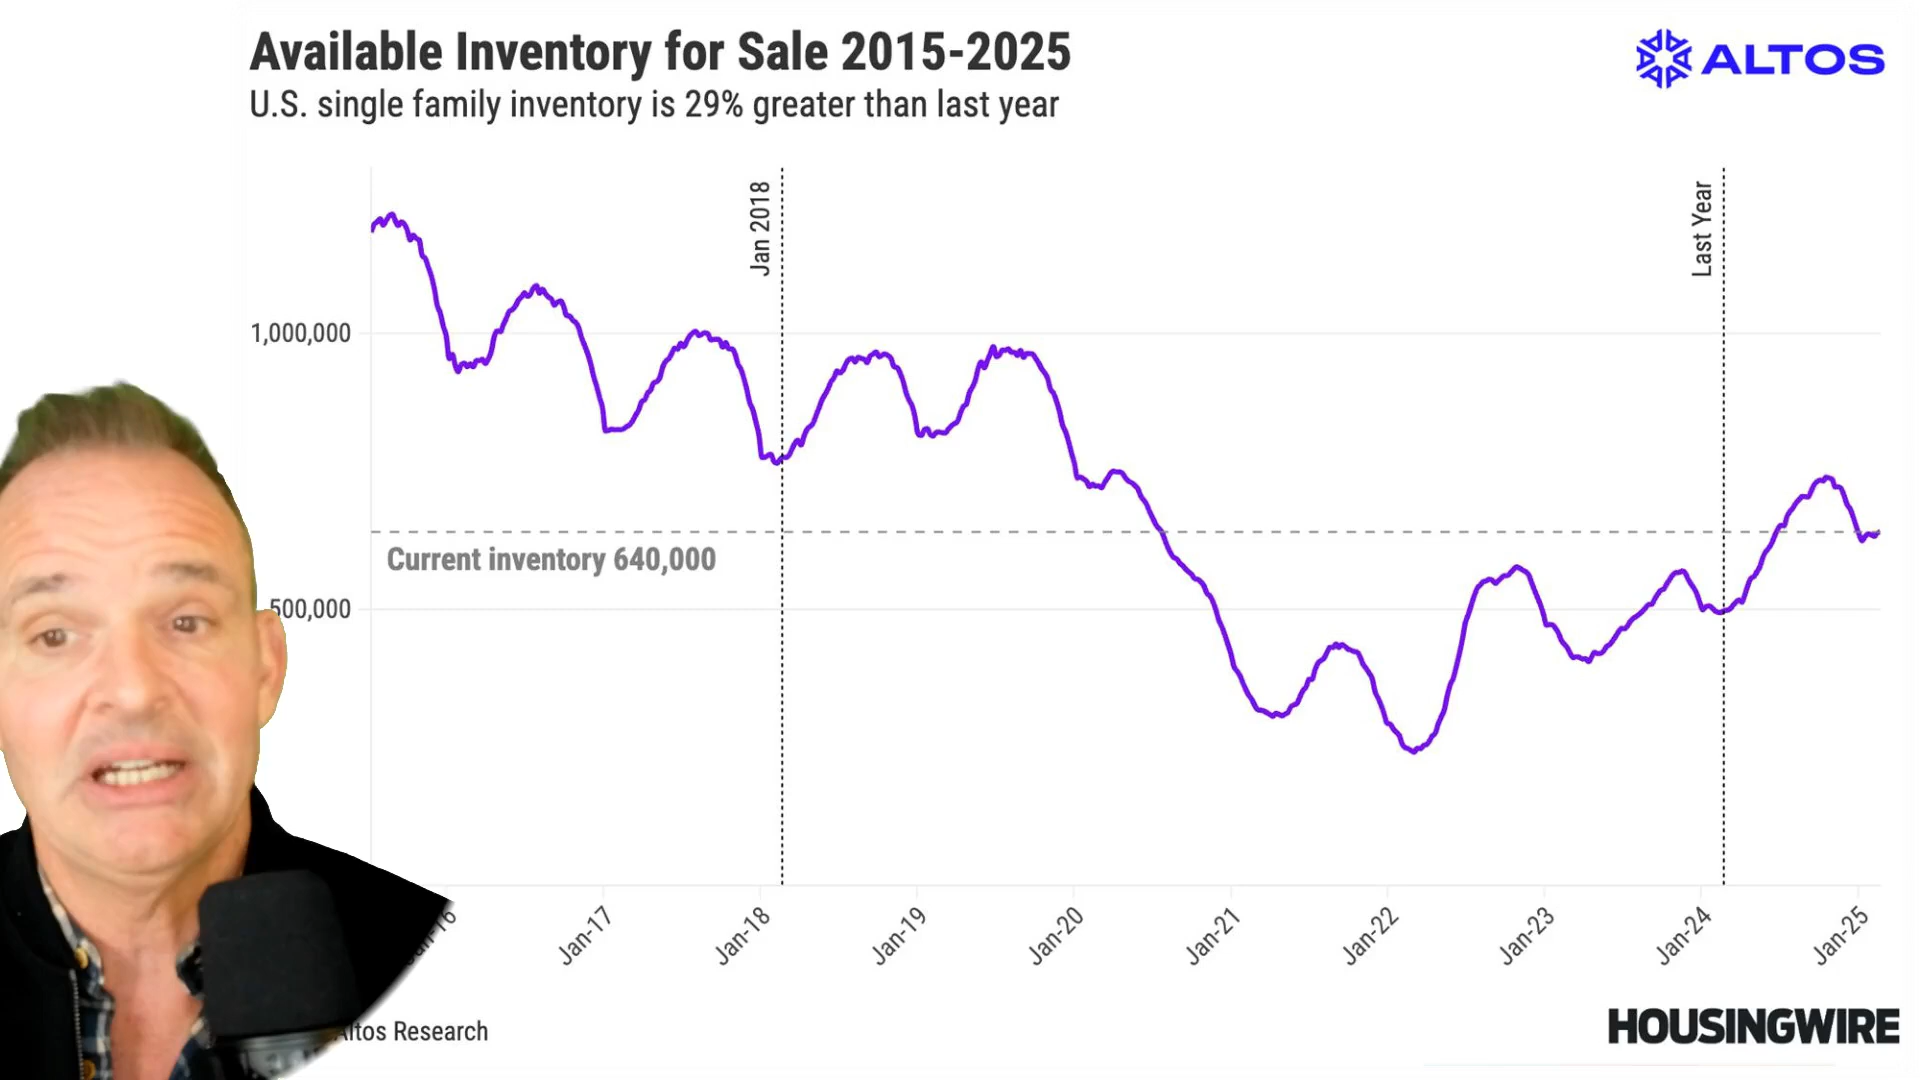 Available Inventory for Sale 2015-2025
U.S. single family inventory is 29% greater than last year
ALTOS
Jan 2018
Last Year
1,000,000
Current inventory 640,000
500,000
Jan-17
Jan-18
Jan-19
Jan-20
Jan-21
Jan-22
Jan-23
Jan-24
Jan-25
Altos Research
HOUSINGWIRE